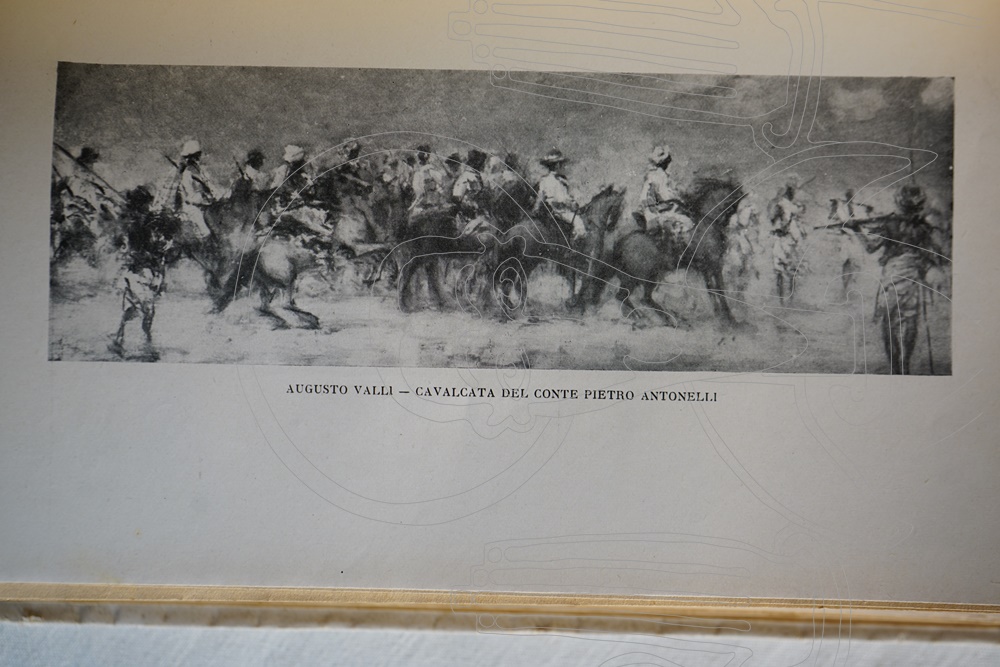 AUGUSTO VALLI — CAVALCATA DEL CONTE PIETRO ANTONELLI